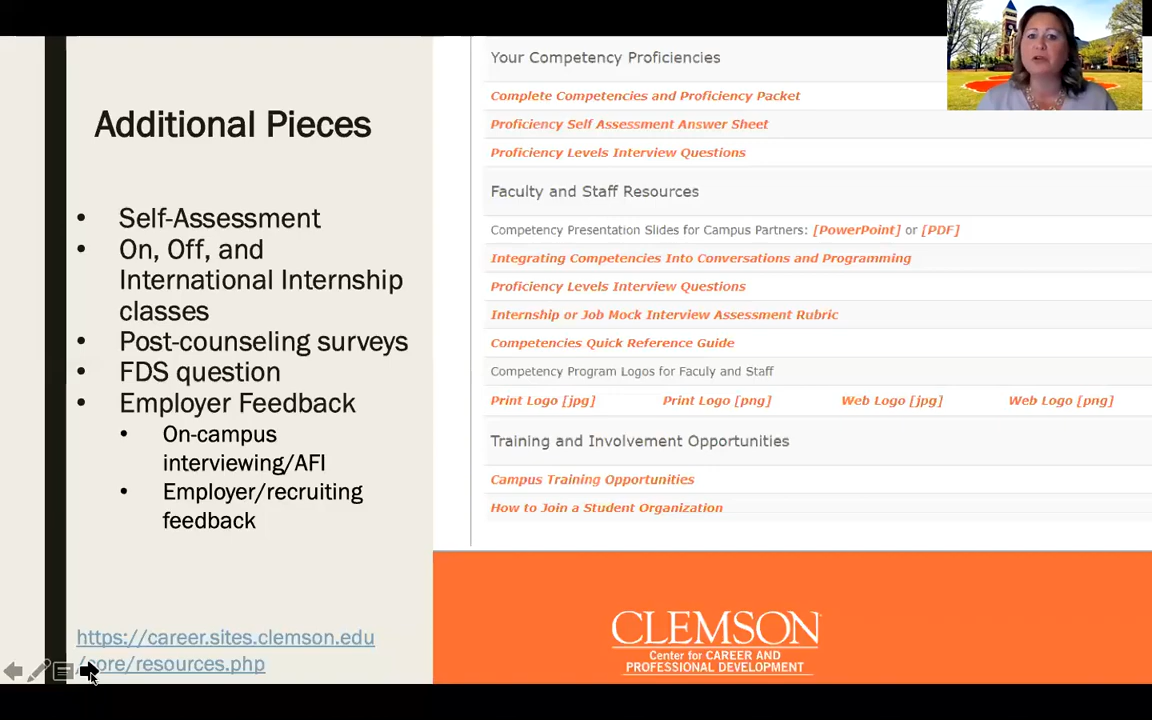 Additional Pieces
• Self-Assessment
• On, Off, and
International Internship
classes
• Post-counseling surveys
• FDS question
• Employer Feedback
• On-campus
interviewing/AFI
• Employer/recruiting
feedback
https://career.sites.clemson.edu
/core/resources.php
Your Competency Proficiencies
Complete Competencies and Proficiency Packet
Proficiency Self Assessment Answer Sheet
Proficiency Levels Interview Questions
Faculty and Staff Resources
Competency Presentation Slides for Campus Partners: [PowerPoint] or [PDF]
Integrating Competencies Into Conversations and Programming
Proficiency Levels Interview Questions
Internship or Job Mock Interview Assessment Rubric
Competencies Quick Reference Guide
Competency Program Logos for Faculy and Staff
Print Logo [jpg] Print Logo [png] Web Logo [jpg] Web Logo [png]
Training and Involvement Opportunities
Campus Training Opportunities
How to Join a Student Organization
CLEMSON
Center for CAREER and
PROFESSIONAL DEVELOPMENT